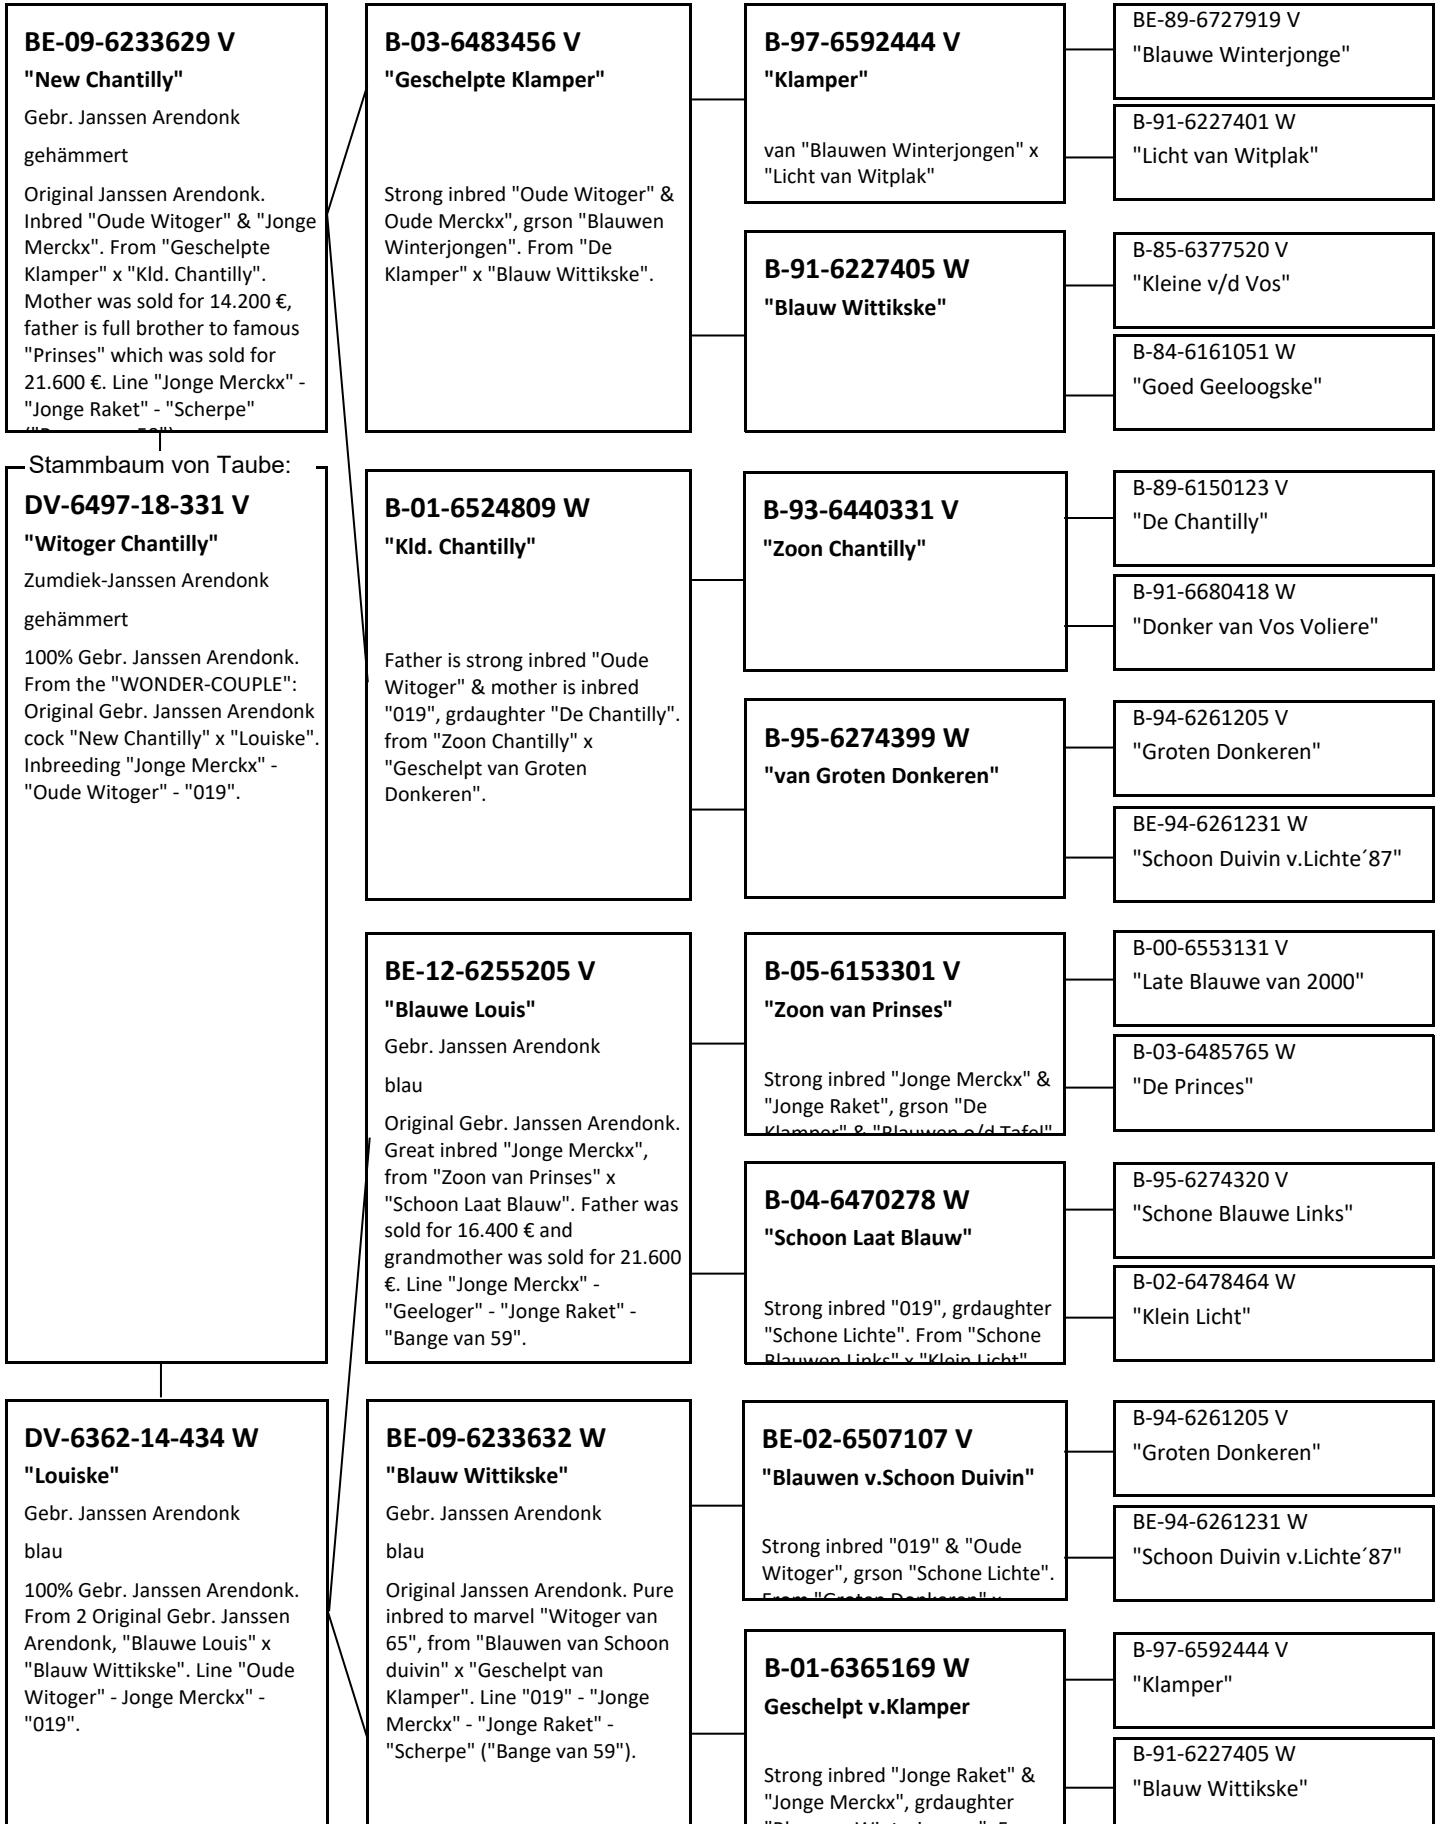 BE-09-6233629 V
"New Chantilly"
Gebr. Janssen Arendonk
gehämmert
Original Janssen Arendonk.
Inbred "Oude Witoger" & "Jonge
Merckx". From "Geschelpte
Klamper" x "Kld. Chantilly".
Mother was sold for 14.200 €,
father is full brother to famous
"Prinses" which was sold for
21.600 €. Line "Jonge Merckx" -
"Jonge Raket" - "Scherpe"
Stammbaum von Taube:
DV-6497-18-331 V
"Witoger Chantilly"
Zumdiek-Janssen Arendonk
gehämmert
100% Gebr. Janssen Arendonk.
From the "WONDER-COUPLE":
Original Gebr. Janssen Arendonk
cock "New Chantilly" x "Louiske".
Inbreeding "Jonge Merckx" -
"Oude Witoger" - "019".
DV-6362-14-434 W
"Louiske"
Gebr. Janssen Arendonk
blau
100% Gebr. Janssen Arendonk.
From 2 Original Gebr. Janssen
Arendonk, "Blauwe Louis" x
"Blauw Wittikske". Line "Oude
Witoger" - Jonge Merckx" -
"019".
B-03-6483456 V
"Geschelpte Klamper"
Strong inbred "Oude Witoger" &
Oude Merckx", grson "Blauwen
Winterjongen". From "De
Klamper" x "Blauw Wittikske".
B-01-6524809 W
"Kld. Chantilly"
Father is strong inbred "Oude
Witoger" & mother is inbred
"019", grdaughter "De Chantilly".
from "Zoon Chantilly" x
"Geschelpt van Groten
Donkeren".
BE-12-6255205 V
"Blauwe Louis"
Gebr. Janssen Arendonk
blau
Original Gebr. Janssen Arendonk.
Great inbred "Jonge Merckx",
from "Zoon van Prinses" x
"Schoon Laat Blauw". Father was
sold for 16.400 € and
grandmother was sold for 21.600
€. Line "Jonge Merckx" -
"Geeloger" - "Jonge Raket" -
"Bange van 59".
BE-09-6233632 W
"Blauw Wittikske"
Gebr. Janssen Arendonk
blau
Original Janssen Arendonk. Pure
inbred to marvel "Witoger van
65", from "Blauwen van Schoon
duivin" x "Geschelpt van
Klamper". Line "019" - "Jonge
Merckx" - "Jonge Raket" -
"Scherpe" ("Bange van 59").
B-97-6592444 V
"Klamper"
van "Blauwen Winterjongen" x
"Licht van Witplak"
B-91-6227405 W
"Blauw Wittikske"
B-93-6440331 V
"Zoon Chantilly"
B-95-6274399 W
"van Groten Donkeren"
B-05-6153301 V
"Zoon van Prinses"
Strong inbred "Jonge Merckx" &
"Jonge Raket", grson "De
Klamper" & "Blauwen o/d Tafel"
B-04-6470278 W
"Schoon Laat Blauw"
Strong inbred "019", grdaughter
"Schone Lichte". From "Schone
Blauwen Links" x "Klein Licht"
BE-02-6507107 V
"Blauwen v.Schoon Duivin"
Strong inbred "019" & "Oude
Witoger", grson "Schone Lichte".
From "Groten Donkeren" x
B-01-6365169 W
Geschelpt v.Klamper
Strong inbred "Jonge Raket" &
"Jonge Merckx", grdaughter
BE-89-6727919 V
"Blauwe Winterjonge"
B-91-6227401 W
"Licht van Witplak"
B-85-6377520 V
"Kleine v/d Vos"
B-84-6161051 W
"Goed Geeloogske"
B-89-6150123 V
"De Chantilly"
B-91-6680418 W
"Donker van Vos Voliere"
B-94-6261205 V
"Groten Donkeren"
BE-94-6261231 W
"Schoon Duivin v.Lichte´87"
B-00-6553131 V
"Late Blauwe van 2000"
B-03-6485765 W
"De Princes"
B-95-6274320 V
"Schone Blauwe Links"
B-02-6478464 W
"Klein Licht"
B-94-6261205 V
"Groten Donkeren"
BE-94-6261231 W
"Schoon Duivin v.Lichte´87"
B-97-6592444 V
"Klamper"
B-91-6227405 W
"Blauw Wittikske"